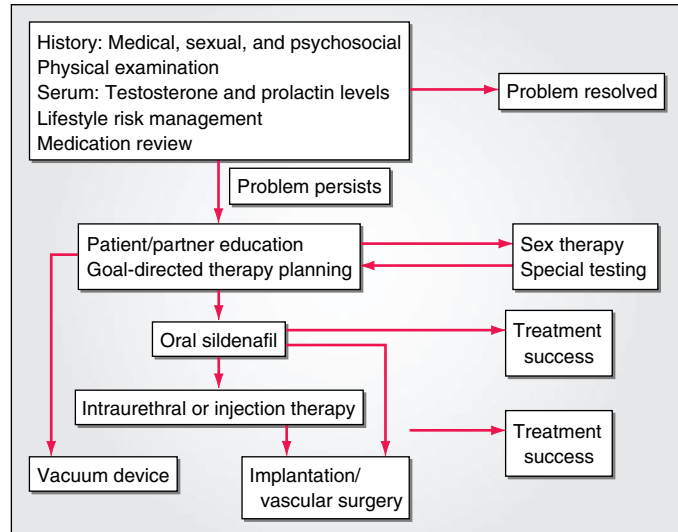 History: Medical, sexual, and psychosocial
Physical examination
Serum: Testosterone and prolactin levels
Lifestyle risk management
Medication review
Problem resolved
Problem persists
Patient/partner education
Goal-directed therapy planning
Sex therapy
Special testing
Oral sildenafil
Treatment
success
Intraurethral or injection therapy
Treatment
success
Vacuum device
Implantation/
vascular surgery